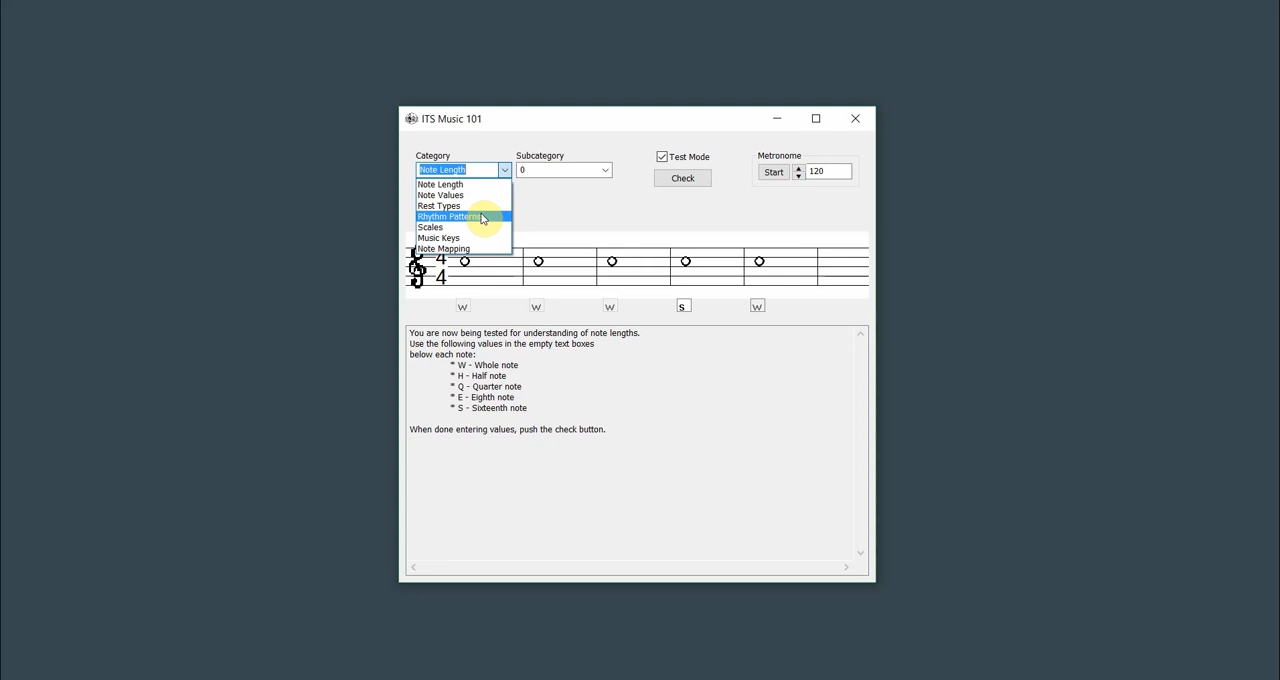 ITS Music 101
Category
Subcategory
Test Mode
Metronome
Note Length
0
Check
Start
120
Note Length
Note Values
Rest Types
Rhythm Patterns
Scales
Music Keys
Note Mapping
4
4
w w w s w
You are now being tested for understanding of note lengths.
Use the following values in the empty text boxes
below each note:
* W - Whole note
* H - Half note
* Q - Quarter note
* E - Eighth note
* S - Sixteenth note
When done entering values, push the check button.